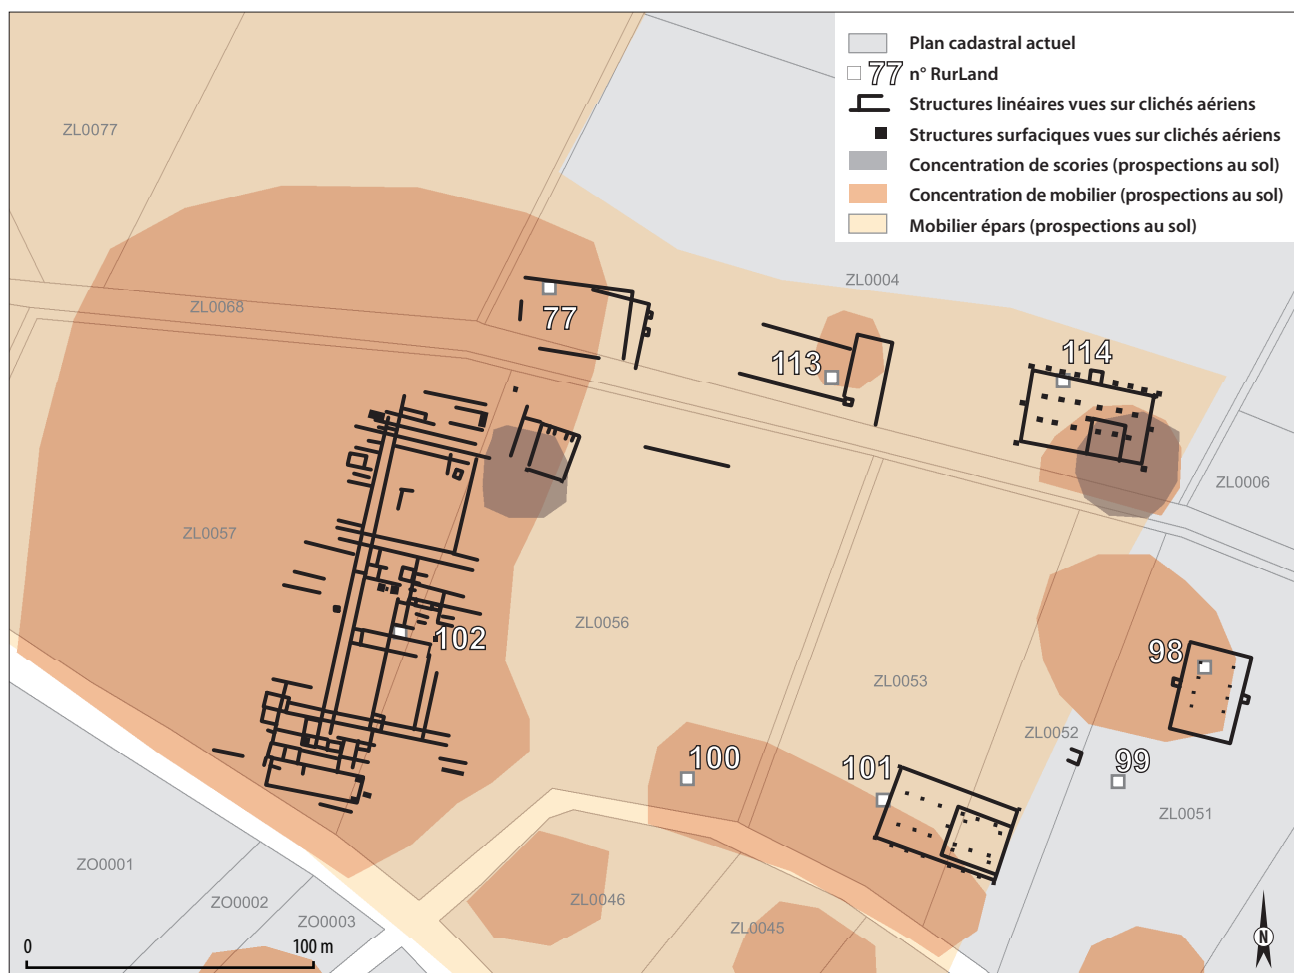 Plan cadastral actuel
77 n° RurLand
Structures linéaires vues sur clichés aériens
Structures surfaciques vues sur clichés aériens
Concentration de scories (prospections au sol)
Concentration de mobilier (prospections au sol)
Mobilier épars (prospections au sol)
ZL0077
ZL0004
ZL0068
77
113
114
ZL0006
ZL0057
ZL0056
102
98
ZL0053
ZL0052
100
101
99
ZL0051
ZO0001
ZO0002
ZO0003
ZL0046
ZL0045
0 100 m
N